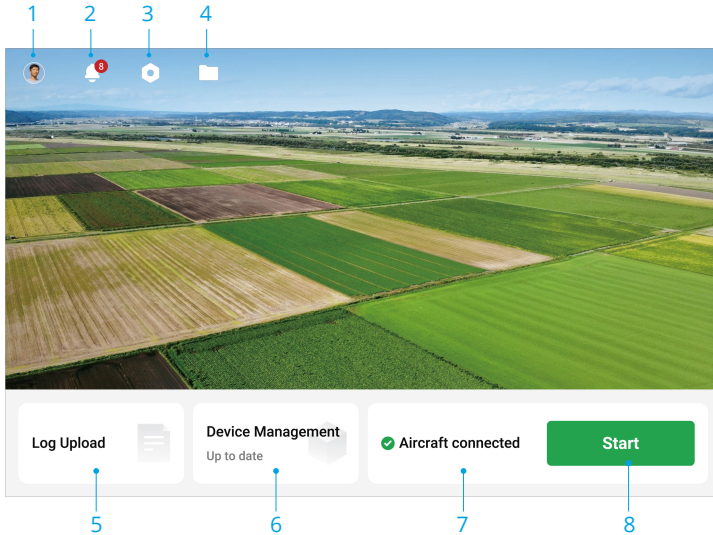 1 2 3 4
8
Log Upload
Device Management
Up to date
Aircraft connected
Start
5 6 7 8